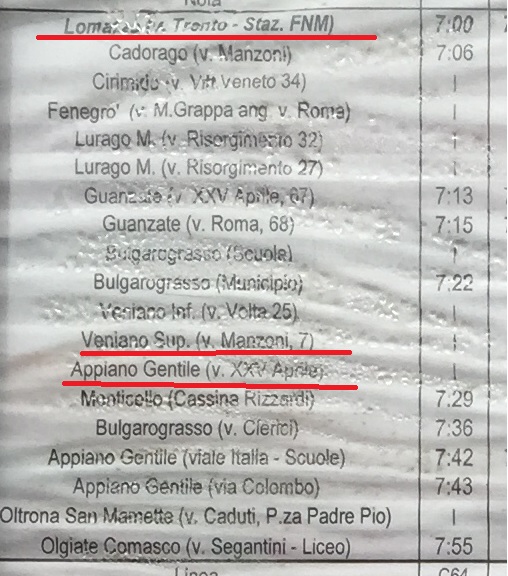 Nota
(v. Trento - Staz. FNM) 7:00
Cadorago (v. Manzoni) 7:06
Cirimido (v. Vitt Veneto 34) |
Fenegro' (v. M.Grappa ang. v. Roma) |
Lurago M. (v. Risorgimento 32) |
Lurago M. (v. Risorgimento 27) |
Guanzate (v. XXV Aprile, 67) 7:13
Guanzate (v. Roma, 68) 7:15
Bulgarograsso (Scuola) |
Bulgarograsso (Municipio) 7:22
Veniano Inf. (v. Volta 25) |
Veniano Sup. (v. Manzoni, 7) |
Appiano Gentile (v. XXV Aprile) |
Monticello (Cassina Rizzardi) 7:29
Bulgarograsso (v. Clerici) 7:36
Appiano Gentile (viale Italia - Scuole) 7:42
Appiano Gentile (via Colombo) 7:43
Oltrona San Mamette (v. Caduti, P.za Padre Pio) |
Olgiate Comasco (v. Segantini - Liceo) 7:55
Linea C64